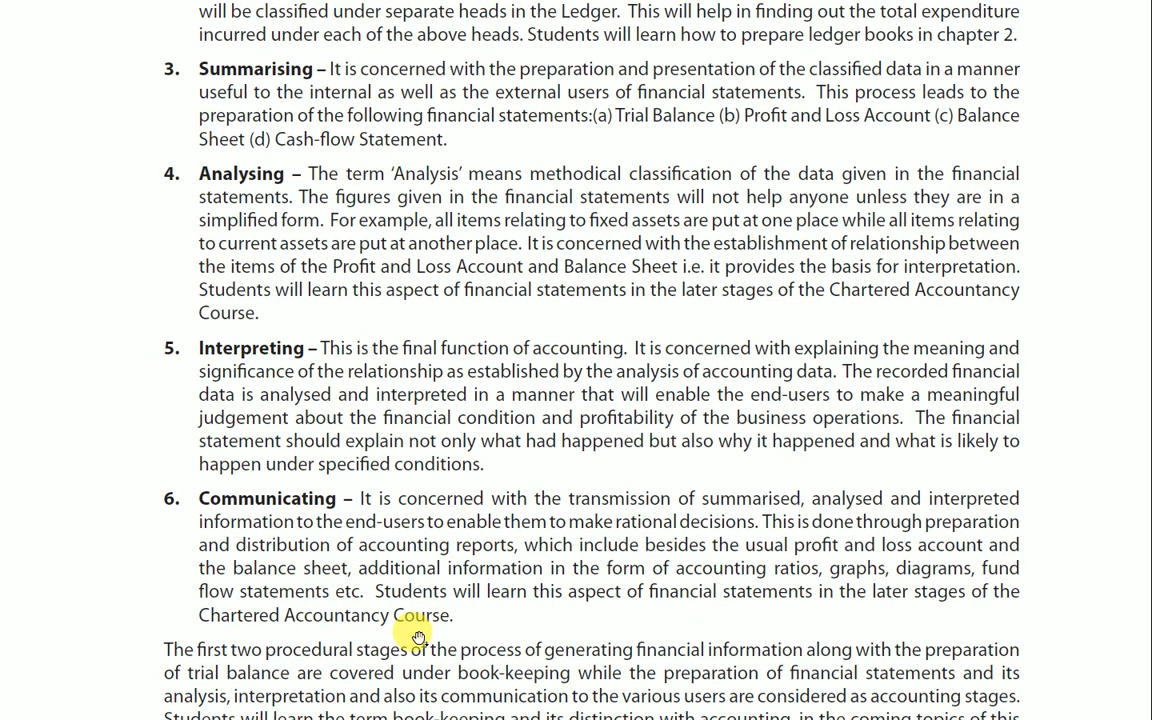 will be classified under separate heads in the Ledger. This will help in finding out the total expenditure
incurred under each of the above heads. Students will learn how to prepare ledger books in chapter 2.
3. Summarising – It is concerned with the preparation and presentation of the classified data in a manner
useful to the internal as well as the external users of financial statements. This process leads to the
preparation of the following financial statements:(a) Trial Balance (b) Profit and Loss Account (c) Balance
Sheet (d) Cash-flow Statement.
4. Analysing – The term ‘Analysis’ means methodical classification of the data given in the financial
statements. The figures given in the financial statements will not help anyone unless they are in a
simplified form. For example, all items relating to fixed assets are put at one place while all items relating
to current assets are put at another place. It is concerned with the establishment of relationship between
the items of the Profit and Loss Account and Balance Sheet i.e. it provides the basis for interpretation.
Students will learn this aspect of financial statements in the later stages of the Chartered Accountancy
Course.
5. Interpreting – This is the final function of accounting. It is concerned with explaining the meaning and
significance of the relationship as established by the analysis of accounting data. The recorded financial
data is analysed and interpreted in a manner that will enable the end-users to make a meaningful
judgement about the financial condition and profitability of the business operations. The financial
statement should explain not only what had happened but also why it happened and what is likely to
happen under specified conditions.
6. Communicating – It is concerned with the transmission of summarised, analysed and interpreted
information to the end-users to enable them to make rational decisions. This is done through preparation
and distribution of accounting reports, which include besides the usual profit and loss account and
the balance sheet, additional information in the form of accounting ratios, graphs, diagrams, fund
flow statements etc. Students will learn this aspect of financial statements in the later stages of the
Chartered Accountancy Course.
The first two procedural stages of the process of generating financial information along with the preparation
of trial balance are covered under book-keeping while the preparation of financial statements and its
analysis, interpretation and also its communication to the various users are considered as accounting stages.
Students will learn the term book-keeping and its distinction with accounting, in the coming topics of this